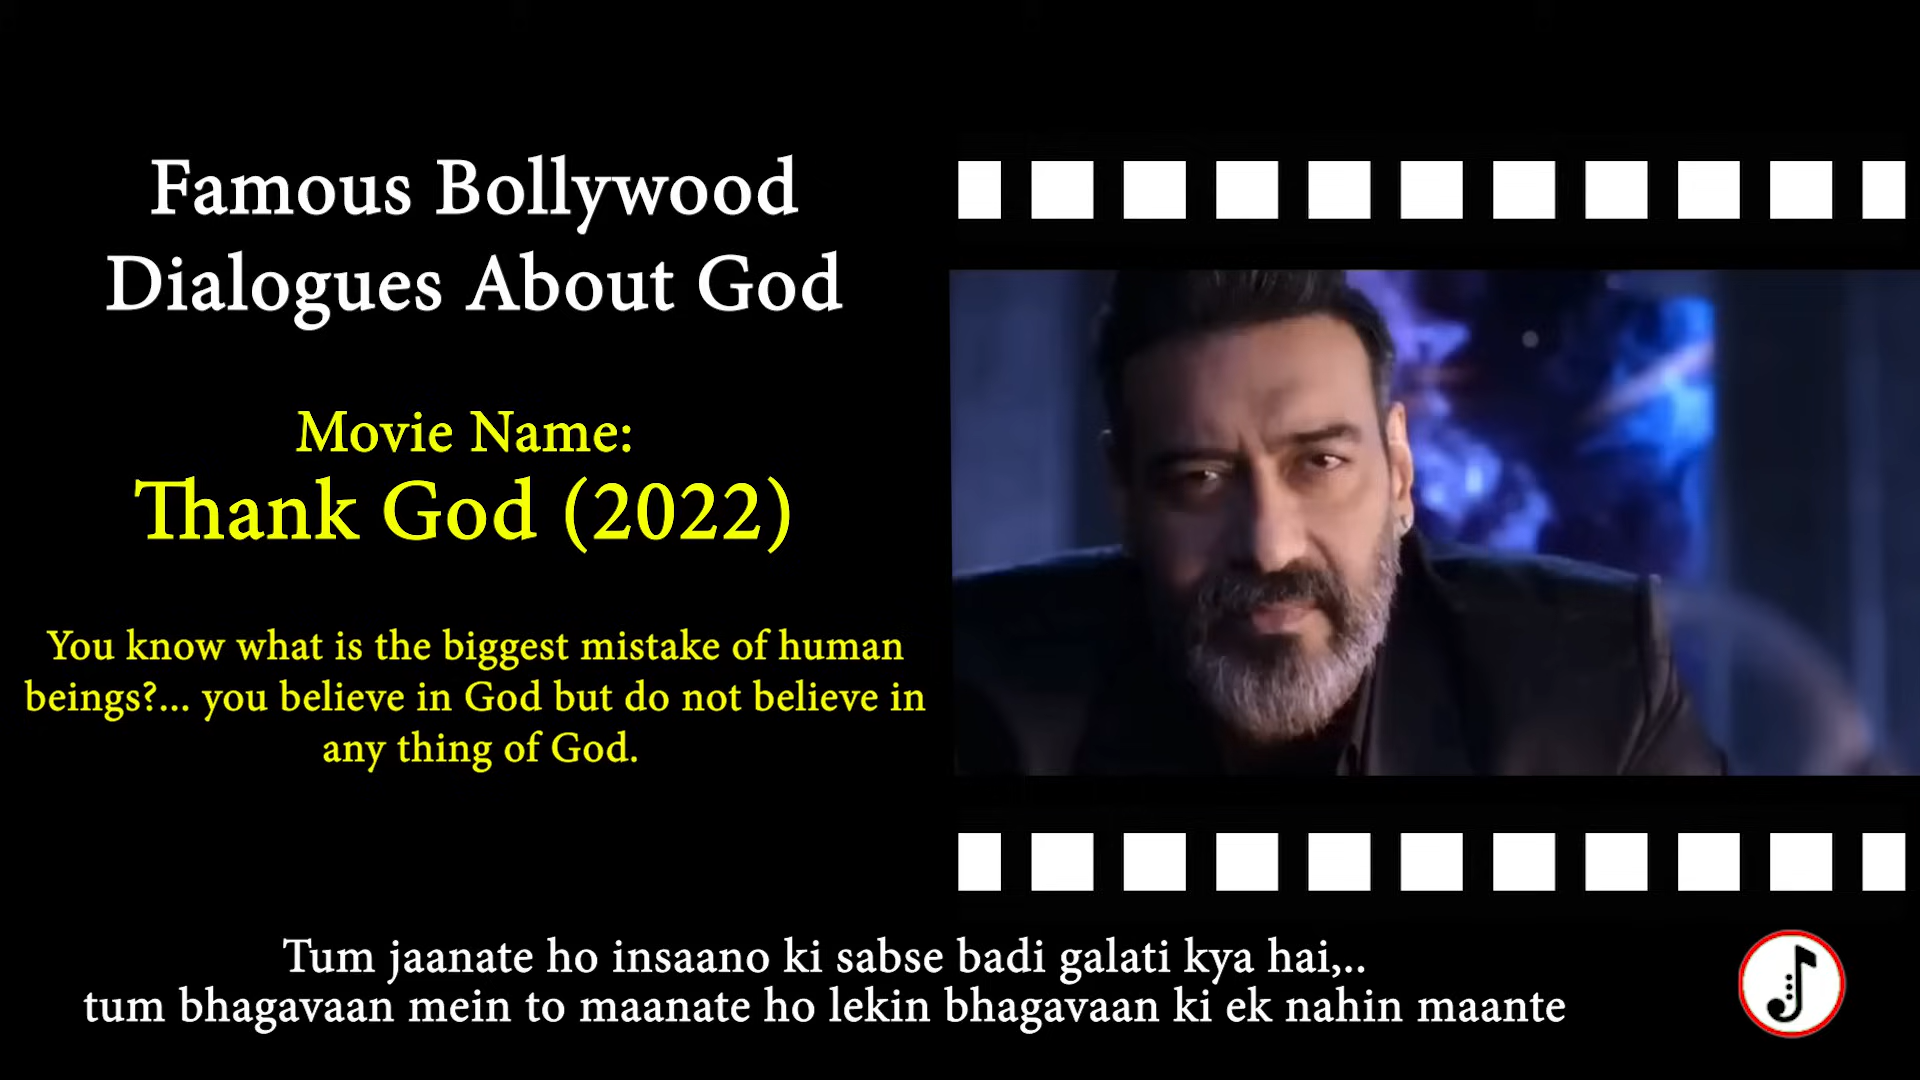 Famous Bollywood
Dialogues About God
Movie Name:
Thank God (2022)
You know what is the biggest mistake of human
beings?... you believe in God but do not believe in
any thing of God.
Tum jaanate ho insaano ki sabse badi galati kya hai,..
tum bhagavaan mein to maanate ho lekin bhagavaan ki ek nahin maante